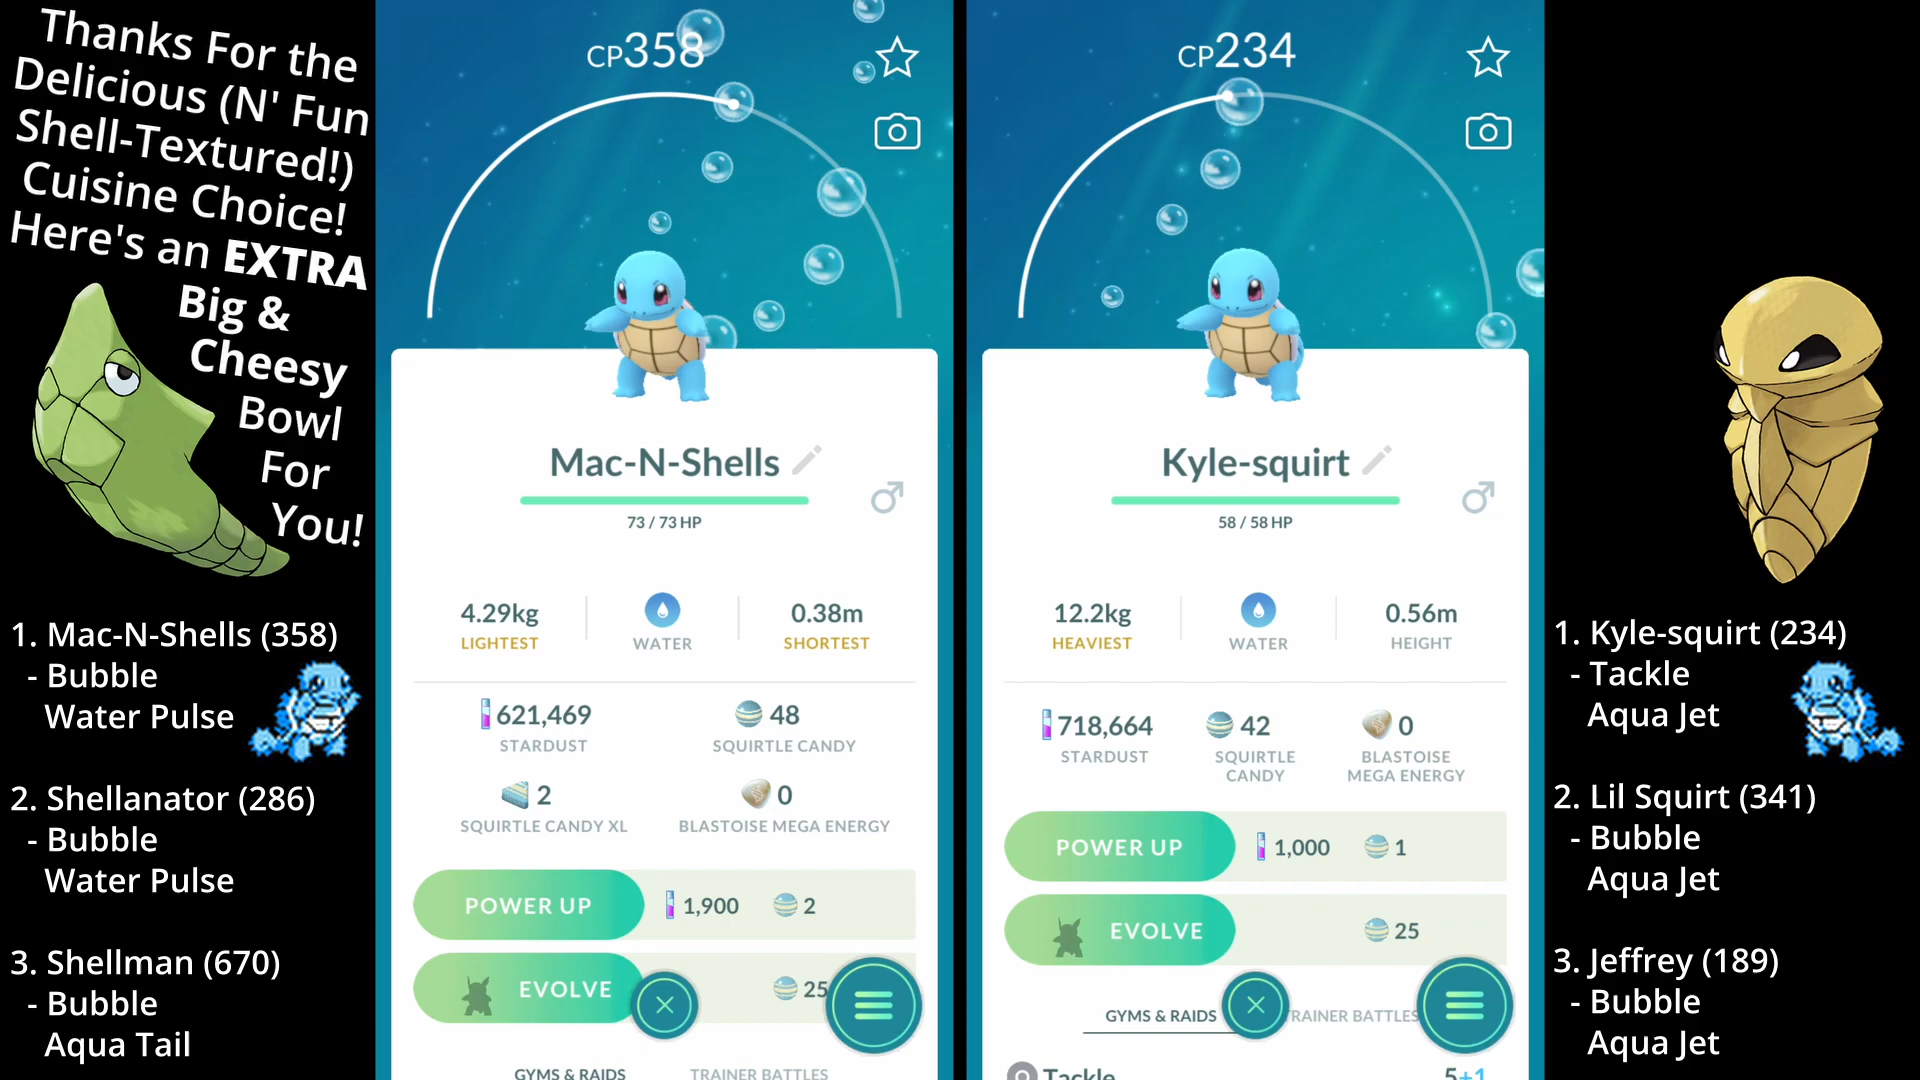 Thanks For the
Delicious (N' Fun
Shell-Textured!)
Cuisine Choice!
Here's an EXTRA
Big &
Cheesy
Bowl
For
You!
1. Mac-N-Shells (358)
- Bubble
Water Pulse
2. Shellanator (286)
- Bubble
Water Pulse
3. Shellman (670)
- Bubble
Aqua Tail
CP358
Mac-N-Shells
73 / 73 HP
4.29kg
LIGHTEST
WATER
0.38m
SHORTEST
621,469
STARDUST
48
SQUIRTLE CANDY
2
SQUIRTLE CANDY XL
0
BLASTOISE MEGA ENERGY
POWER UP 1,900 2
EVOLVE 25
GYMS & RAIDS TRAINER BATTLES
CP234
Kyle-squirt
58 / 58 HP
12.2kg
HEAVIEST
WATER
0.56m
HEIGHT
718,664
STARDUST
42
SQUIRTLE
CANDY
0
BLASTOISE
MEGA ENERGY
POWER UP 1,000 1
EVOLVE 25
GYMS & RAIDS TRAINER BATTLES
Tackle 5+1
1. Kyle-squirt (234)
- Tackle
Aqua Jet
2. Lil Squirt (341)
- Bubble
Aqua Jet
3. Jeffrey (189)
- Bubble
Aqua Jet